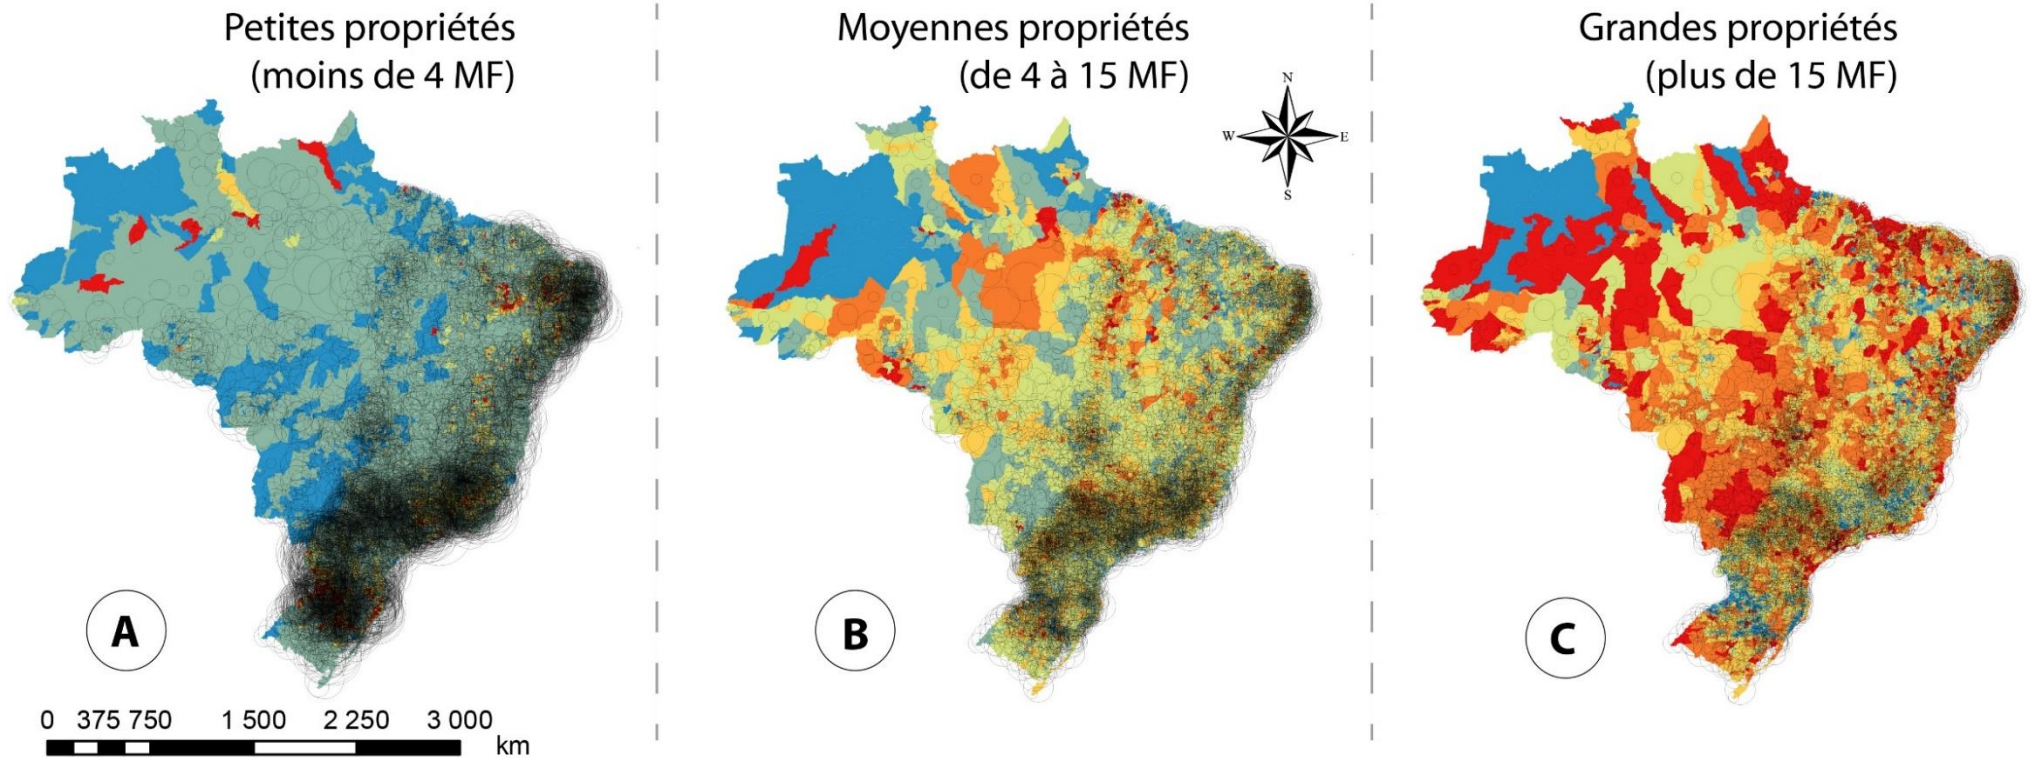 Petites propriétés
(moins de 4 MF)
Moyennes propriétés
(de 4 à 15 MF)
Grandes propriétés
(plus de 15 MF)
N
W
E
S
A
B
C
0 375 750 1 500 2 250 3 000
km